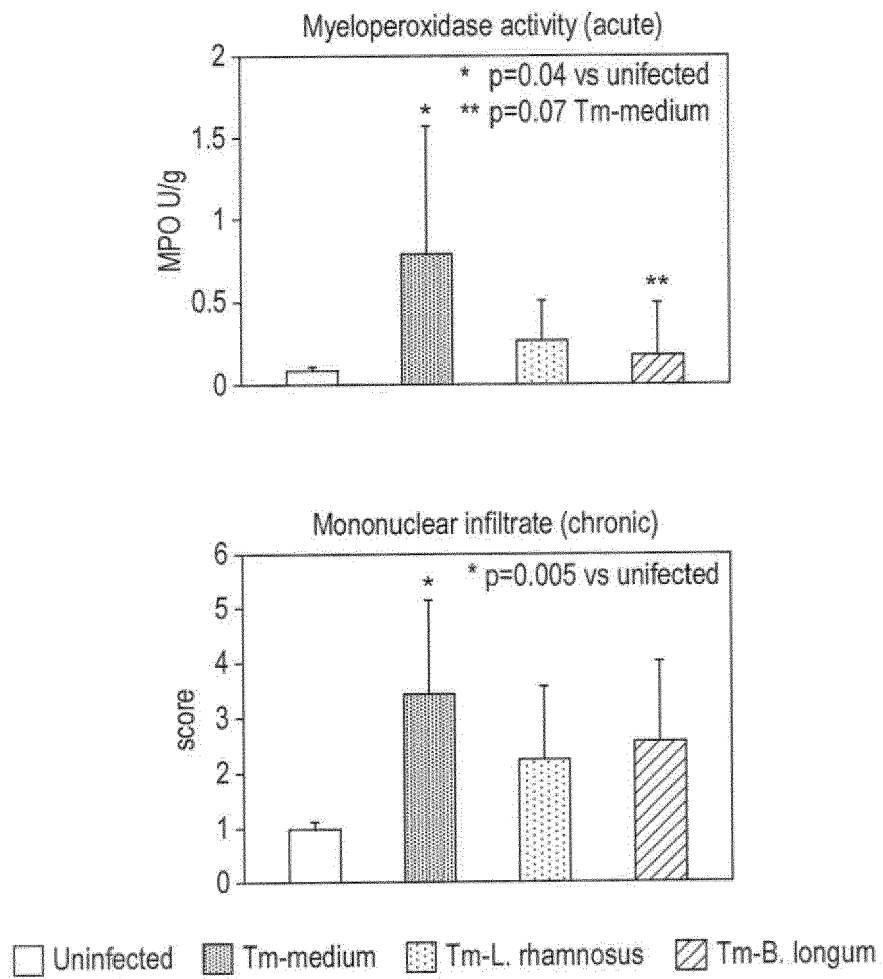 Myeloperoxidase activity (acute)
2
* p=0.04 vs unifected
** p=0.07 Tm-medium
*
1.5
MPO U/g
1
**
0.5
0
Mononuclear infiltrate (chronic)
6
* p=0.005 vs unifected
*
5
4
score
3
2
1
0
Uninfected Tm-medium Tm-L. rhamnosus Tm-B. longum